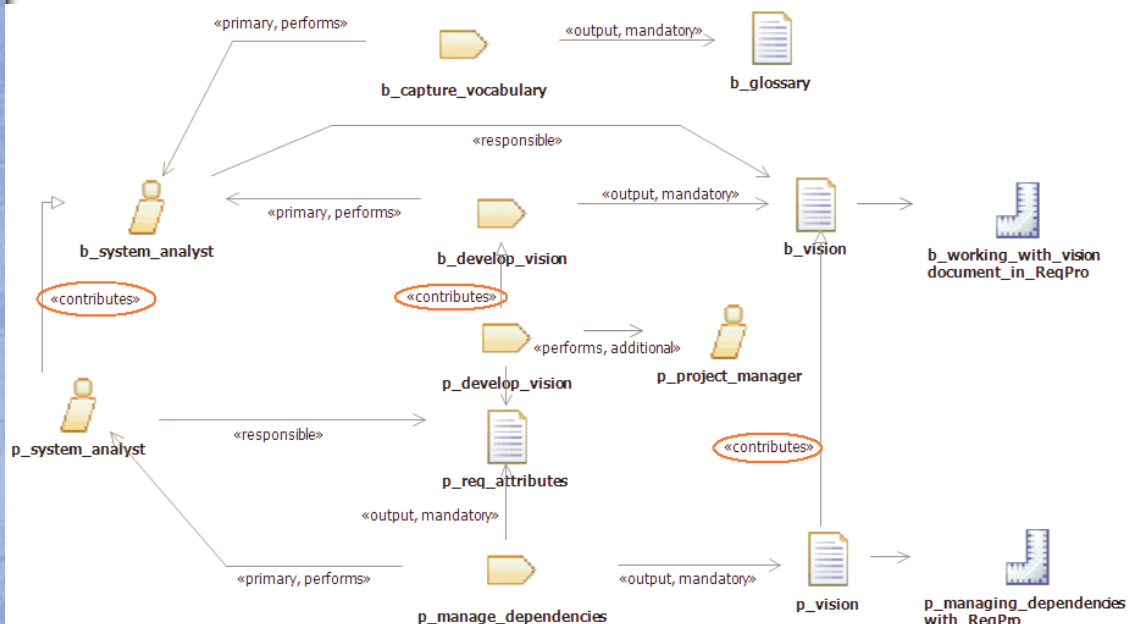 «primary, performs»
«output, mandatory»
b_capture_vocabulary
b_glossary
«responsible»
«primary, performs»
«output, mandatory»
b_system_analyst
b_develop_vision
b_vision
b_working_with_vision
document_in_ReqPro
«contributes»
«contributes»
«performs, additional»
p_develop_vision
p_project_manager
«responsible»
p_system_analyst
«contributes»
p_req_attributes
«output, mandatory»
«primary, performs»
«output, mandatory»
p_manage_dependencies
p_vision
p_managing_dependencies
with_ReqPro